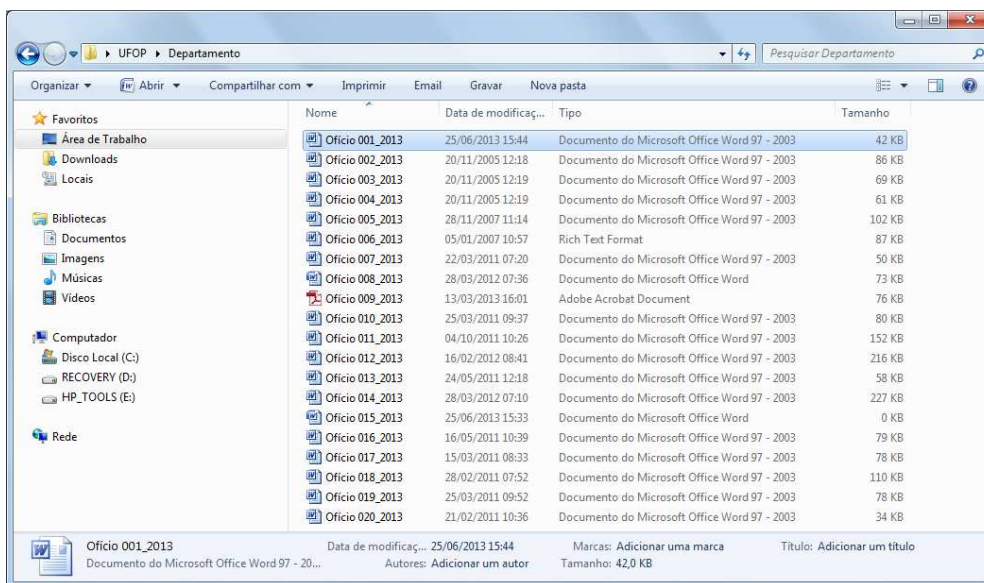 UFOP ▸ Departamento Pesquisar Departamento
Organizar Abrir Compartilhar com Imprimir Email Gravar Nova pasta
Favoritos
Área de Trabalho
Downloads
Locais
Bibliotecas
Documentos
Imagens
Músicas
Vídeos
Computador
Disco Local (C:)
RECOVERY (D:)
HP_TOOLS (E:)
Rede
Nome Data de modificaç... Tipo Tamanho
Ofício 001_2013 25/06/2013 15:44 Documento do Microsoft Office Word 97 - 2003 42 KB
Ofício 002_2013 20/11/2005 12:18 Documento do Microsoft Office Word 97 - 2003 86 KB
Ofício 003_2013 20/11/2005 12:19 Documento do Microsoft Office Word 97 - 2003 69 KB
Ofício 004_2013 20/11/2005 12:19 Documento do Microsoft Office Word 97 - 2003 61 KB
Ofício 005_2013 28/11/2007 11:14 Documento do Microsoft Office Word 97 - 2003 102 KB
Ofício 006_2013 05/01/2007 10:57 Rich Text Format 87 KB
Ofício 007_2013 22/03/2011 07:20 Documento do Microsoft Office Word 97 - 2003 50 KB
Ofício 008_2013 28/03/2012 07:36 Documento do Microsoft Office Word 73 KB
Ofício 009_2013 13/03/2013 16:01 Adobe Acrobat Document 76 KB
Ofício 010_2013 25/03/2011 09:37 Documento do Microsoft Office Word 97 - 2003 80 KB
Ofício 011_2013 04/10/2011 10:26 Documento do Microsoft Office Word 97 - 2003 152 KB
Ofício 012_2013 16/02/2012 08:41 Documento do Microsoft Office Word 97 - 2003 216 KB
Ofício 013_2013 24/05/2011 12:18 Documento do Microsoft Office Word 97 - 2003 58 KB
Ofício 014_2013 28/03/2012 07:10 Documento do Microsoft Office Word 97 - 2003 227 KB
Ofício 015_2013 25/06/2013 15:33 Documento do Microsoft Office Word 0 KB
Ofício 016_2013 16/05/2011 10:39 Documento do Microsoft Office Word 97 - 2003 79 KB
Ofício 017_2013 15/03/2011 08:33 Documento do Microsoft Office Word 97 - 2003 78 KB
Ofício 018_2013 28/02/2011 07:52 Documento do Microsoft Office Word 97 - 2003 110 KB
Ofício 019_2013 25/03/2011 09:52 Documento do Microsoft Office Word 97 - 2003 78 KB
Ofício 020_2013 21/02/2011 10:36 Documento do Microsoft Office Word 97 - 2003 34 KB
Ofício 001_2013 Data de modificaç... 25/06/2013 15:44 Marcas: Adicionar uma marca Título: Adicionar um título
Documento do Microsoft Office Word 97 - 20... Autores: Adicionar um autor Tamanho: 42,0 KB